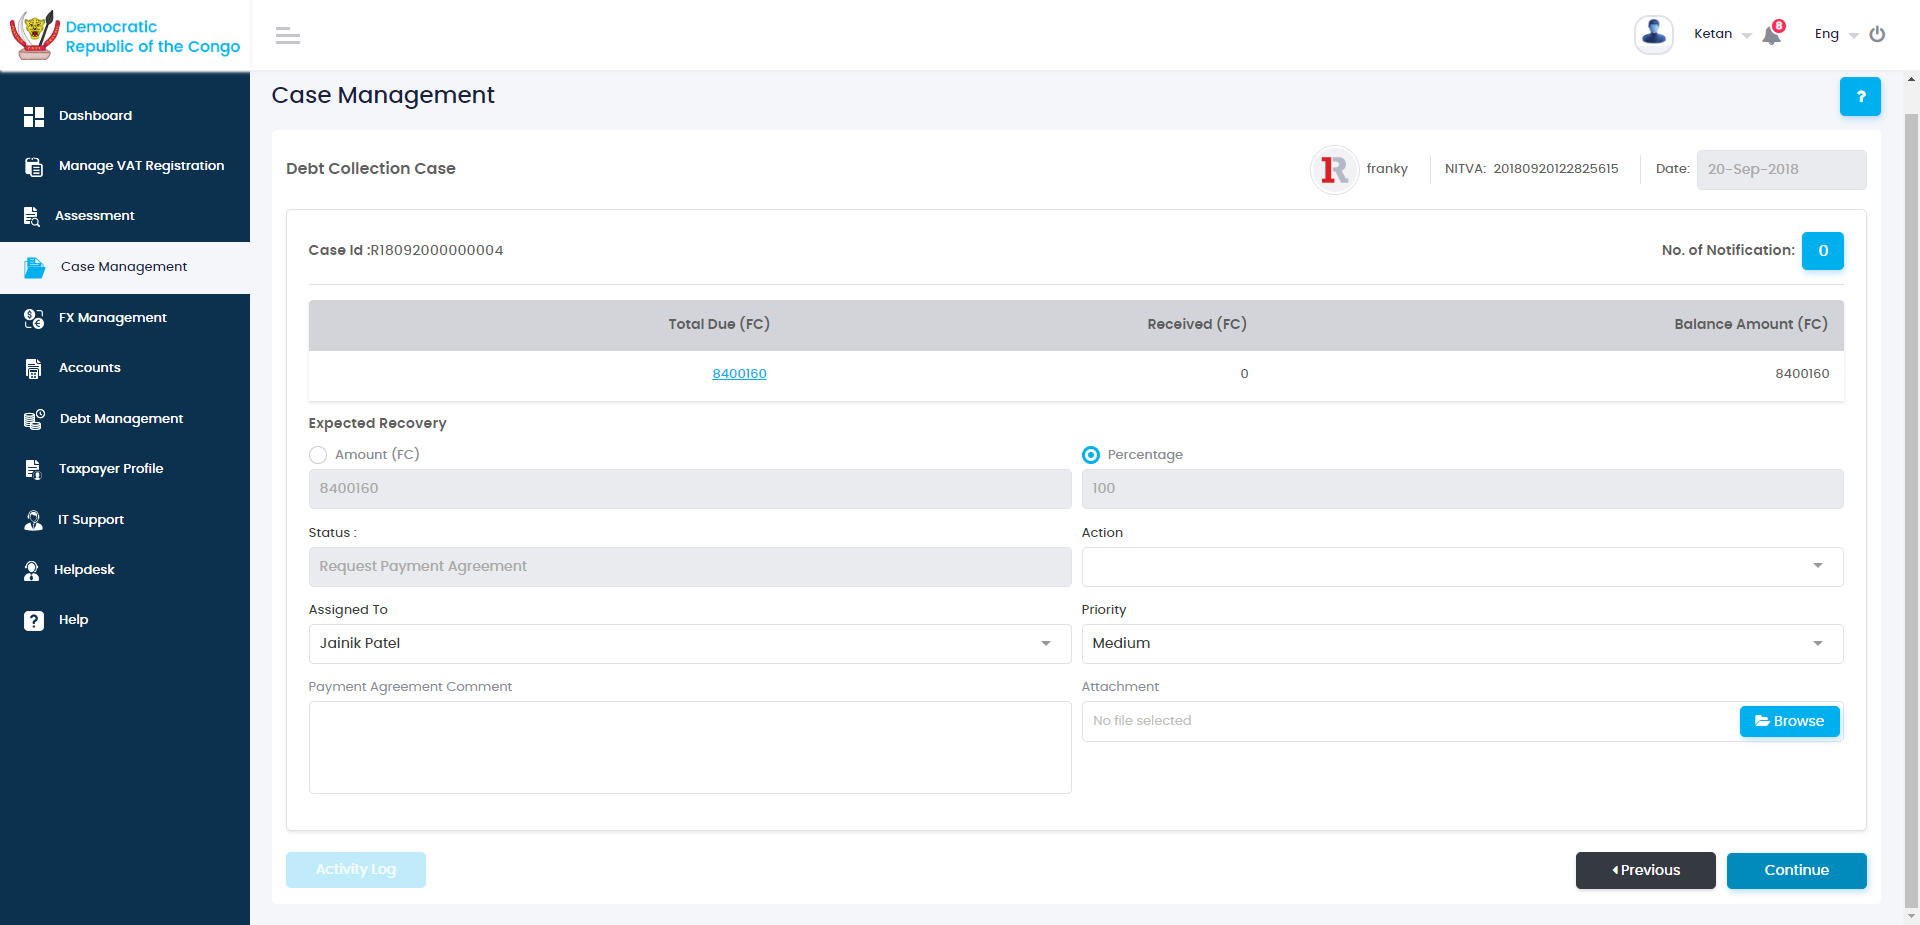 Democratic
Republic of the Congo
Ketan
8
Eng
Dashboard
Manage VAT Registration
Assessment
Case Management
FX Management
Accounts
Debt Management
Taxpayer Profile
IT Support
Helpdesk
Help
Case Management
?
Debt Collection Case
1R
franky
NITVA: 20180920122825615
Date:
20-Sep-2018
Case Id :R18092000000004
No. of Notification:
0
Total Due (FC)
Received (FC)
Balance Amount (FC)
8400160
0
8400160
Expected Recovery
Amount (FC)
Percentage
8400160
100
Status :
Action
Request Payment Agreement
Assigned To
Priority
Jainik Patel
Medium
Payment Agreement Comment
Attachment
No file selected
Browse
Activity Log
Previous
Continue